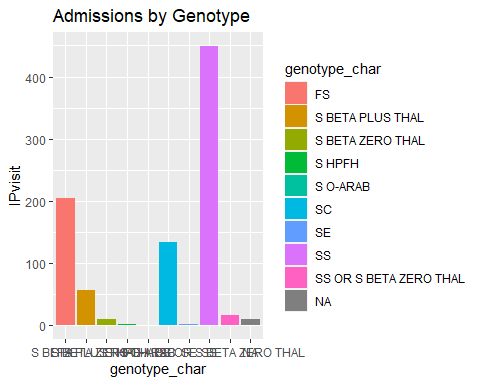 Admissions by Genotype
IPvisit
400
300
200
100
0
genotype_char
genotype_char
FS
S BETA PLUS THAL
S BETA ZERO THAL
S HPFH
S O-ARAB
SC
SE
SS
SS OR S BETA ZERO THAL
NA